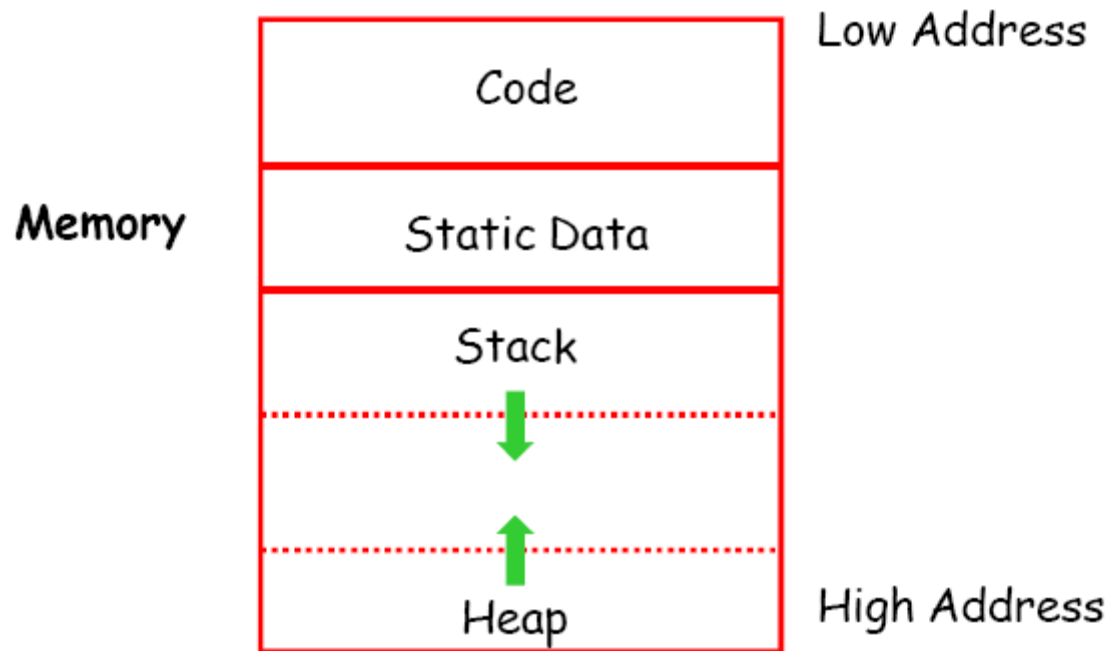 Low Address
Code
Memory
Static Data
Stack
Heap
High Address